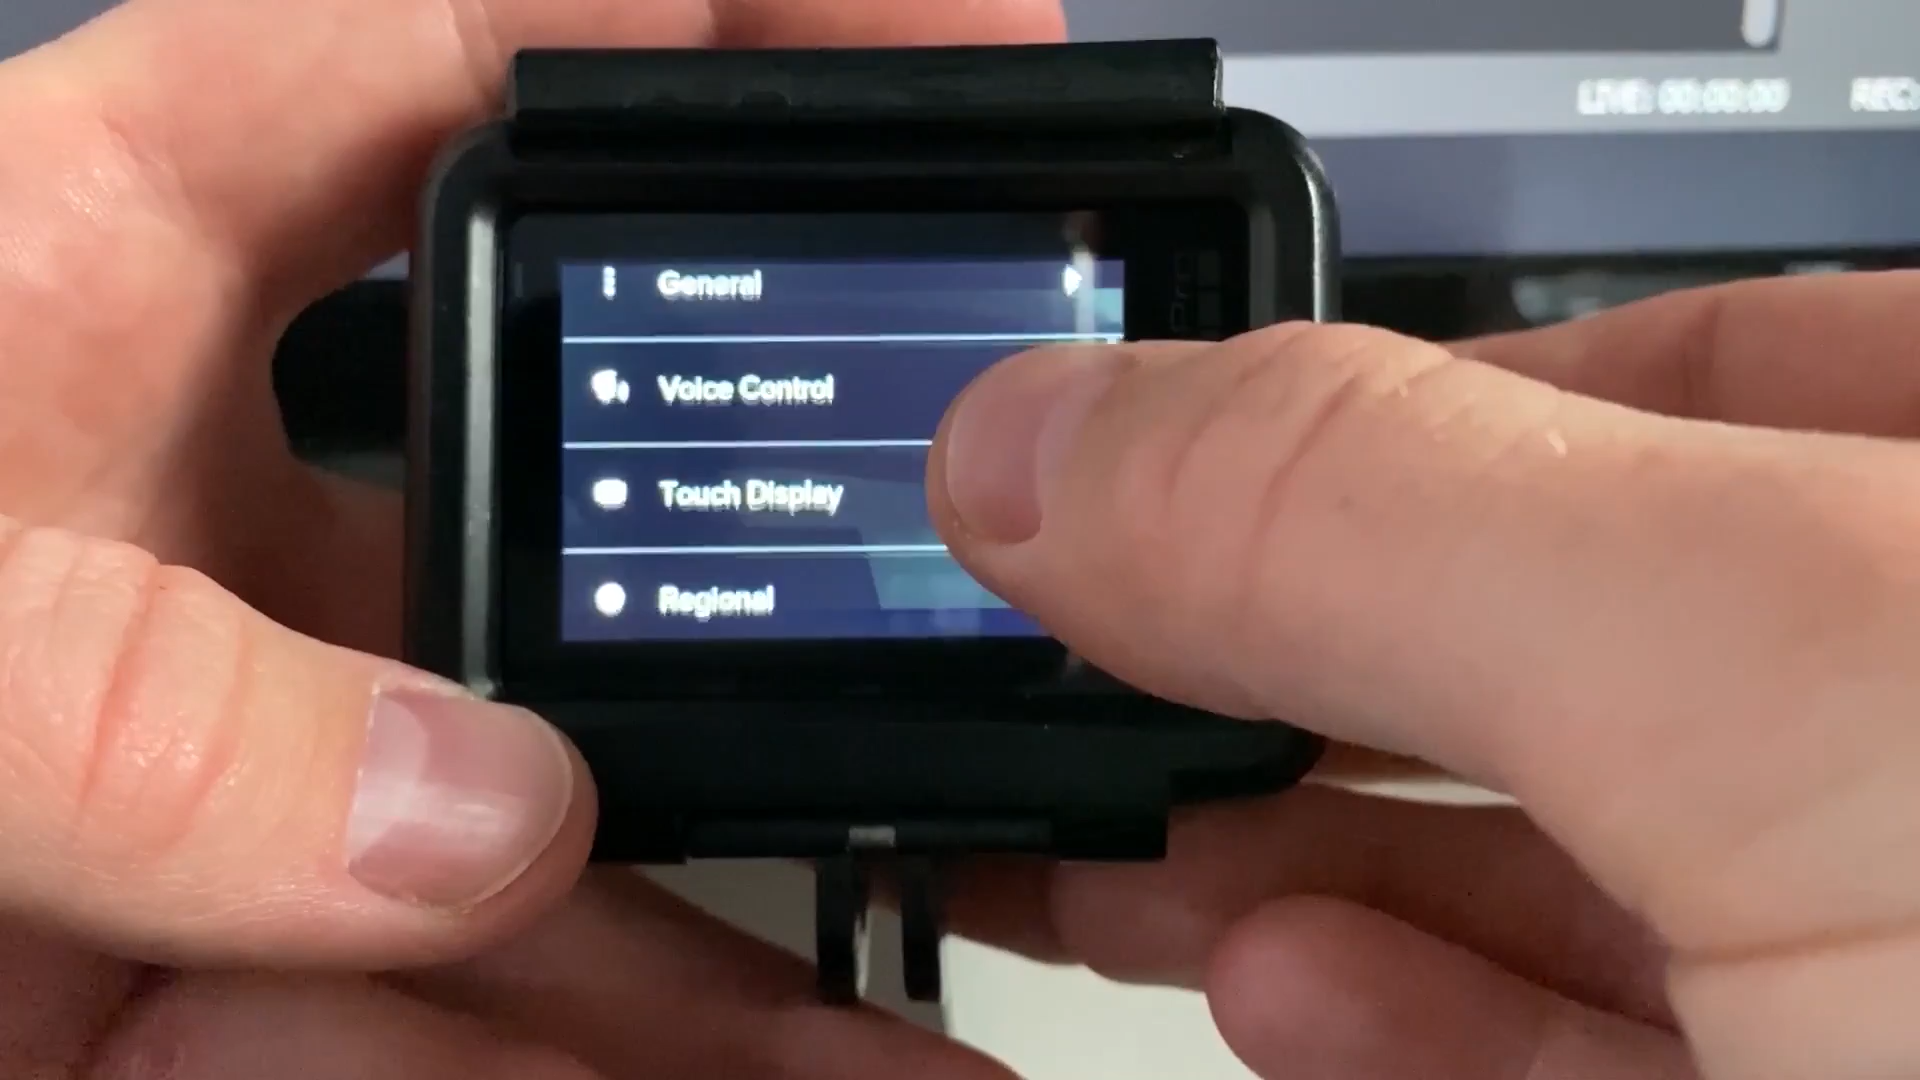 LIVE: 00:00:00
REC:
General
Voice Control
Touch Display
Regional